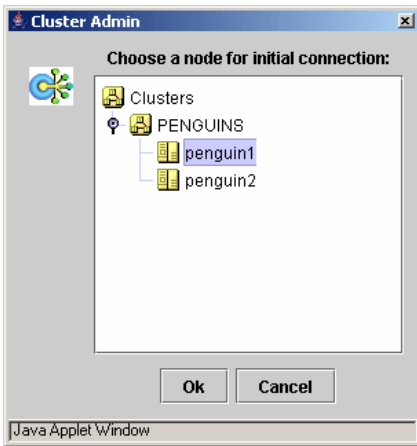 Cluster Admin
Choose a node for initial connection:
Clusters
PENGUINS
penguin1
penguin2
Ok Cancel
Java Applet Window